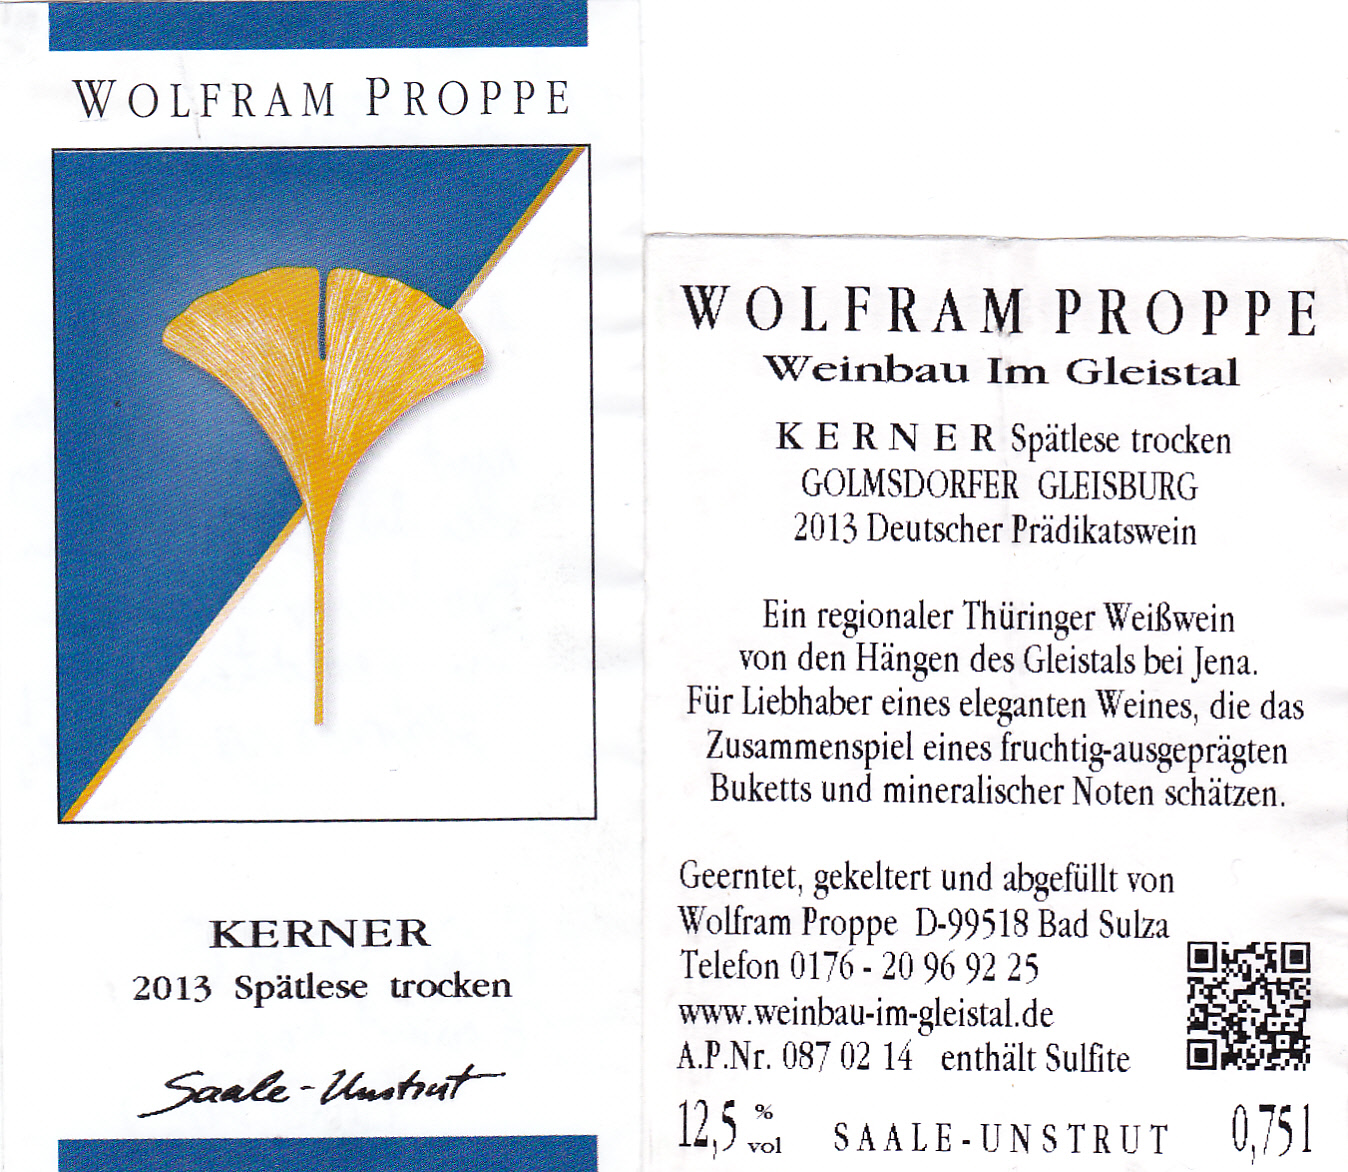 WOLFRAM PROPPE
KERNER
2013 Spätlese trocken
Saale-Unstrut
WOLFRAM PROPPE
Weinbau Im Gleistal
KERNER Spätlese trocken
GOLMSDORFER GLEISBURG
2013 Deutscher Prädikatswein
Ein regionaler Thüringer Weißwein
von den Hängen des Gleistals bei Jena.
Für Liebhaber eines eleganten Weines, die das
Zusammenspiel eines fruchtig-ausgeprägten
Buketts und mineralischer Noten schätzen.
Geerntet, gekeltert und abgefüllt von
Wolfram Proppe D-99518 Bad Sulza
Telefon 0176 - 20 96 92 25
www.weinbau-im-gleistal.de
A.P.Nr. 087 02 14 enthält Sulfite
12,5 % vol SAALE-UNSTRUT 0,75 l